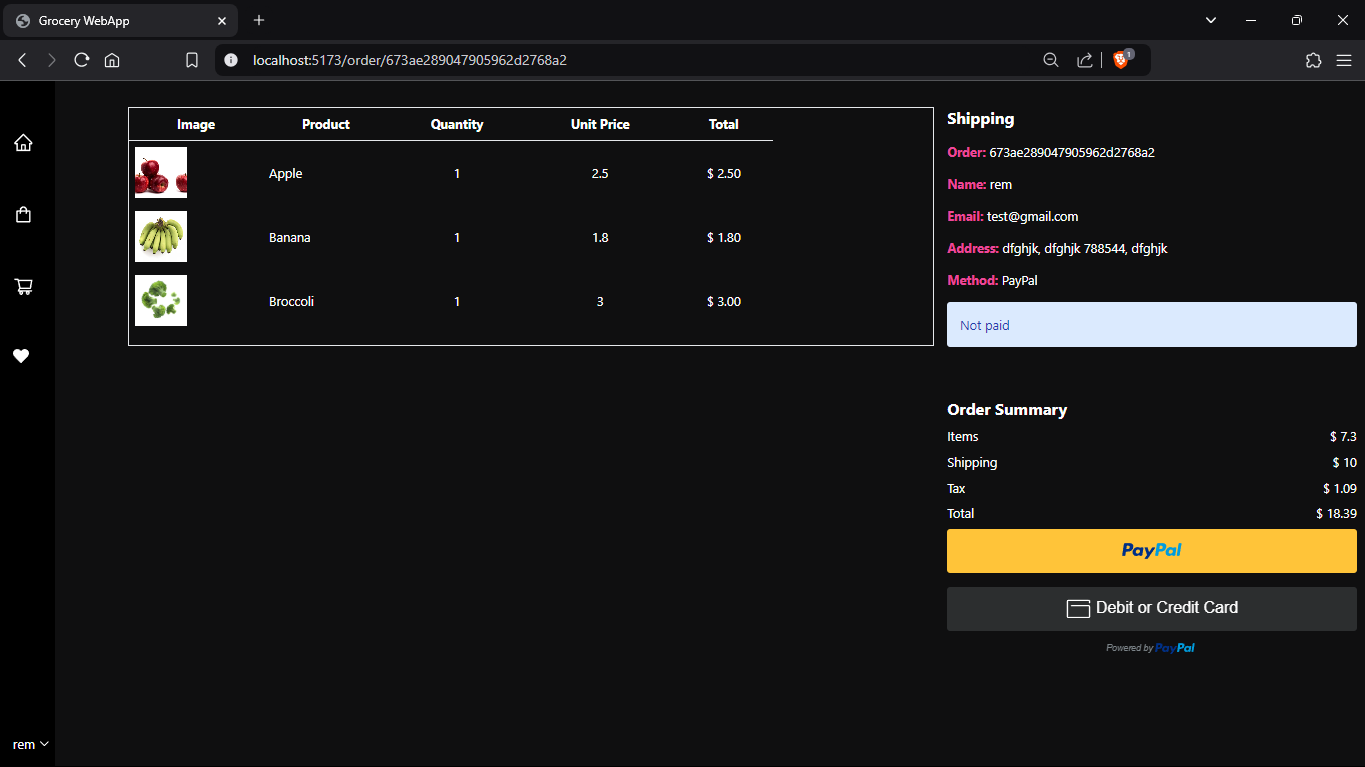 Grocery WebApp
localhost:5173/order/673ae289047905962d2768a2
1
Image Product Quantity Unit Price Total
Apple 1 2.5 $ 2.50
Banana 1 1.8 $ 1.80
Broccoli 1 3 $ 3.00
Shipping
Order: 673ae289047905962d2768a2
Name: rem
Email: test@gmail.com
Address: dfghjk, dfghjk 788544, dfghjk
Method: PayPal
Not paid
Order Summary
Items $ 7.3
Shipping $ 10
Tax $ 1.09
Total $ 18.39
PayPal
Debit or Credit Card
Powered by PayPal
rem